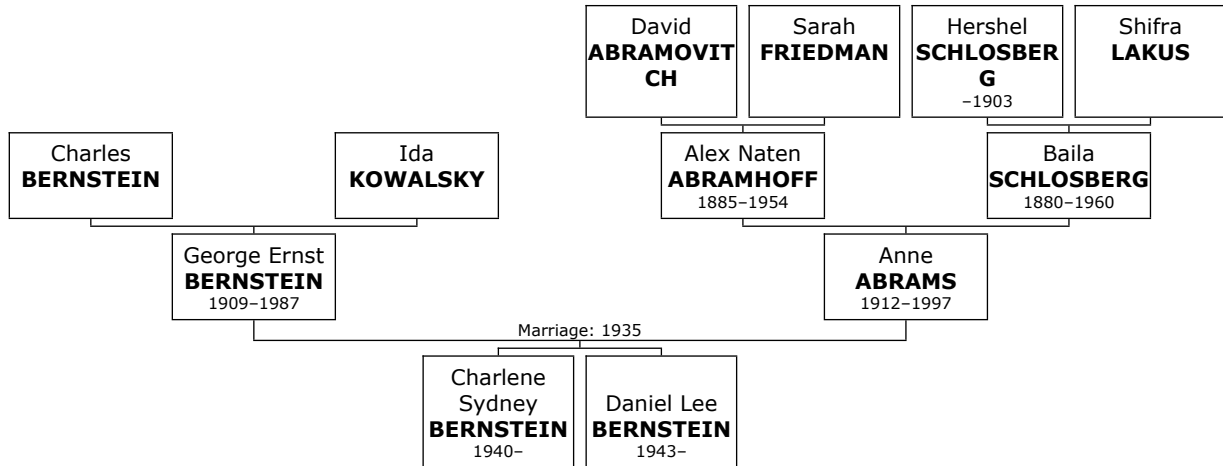 David
ABRAMOVIT
CH
Sarah
FRIEDMAN
Hershel
SCHLOSBER
G
–1903
Shifra
LAKUS
Charles
BERNSTEIN
Ida
KOWALSKY
Alex Naten
ABRAMHOFF
1885–1954
Baila
SCHLOSBERG
1880–1960
George Ernst
BERNSTEIN
1909–1987
Anne
ABRAMS
1912–1997
Marriage: 1935
Charlene
Sydney
BERNSTEIN
1940–
Daniel Lee
BERNSTEIN
1943–